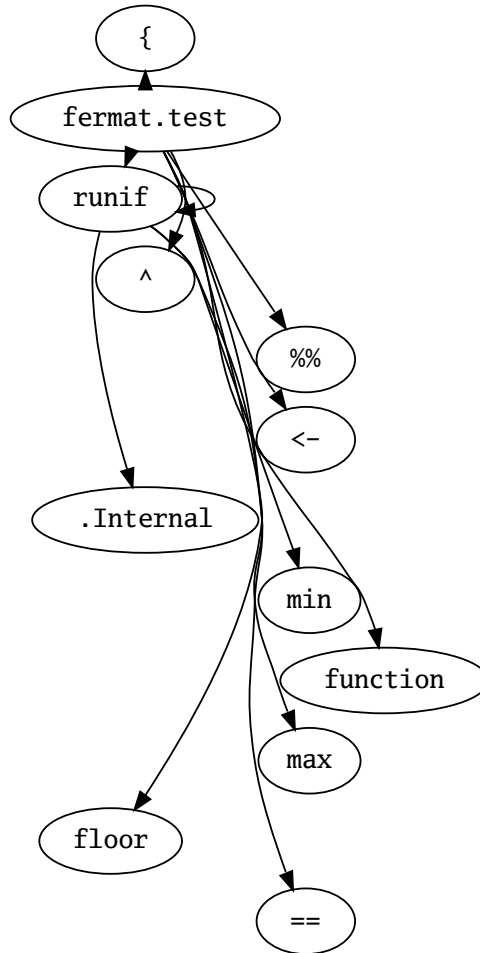 {
fermat.test
runif
^
%%
<-
.Internal
min
function
max
floor
==